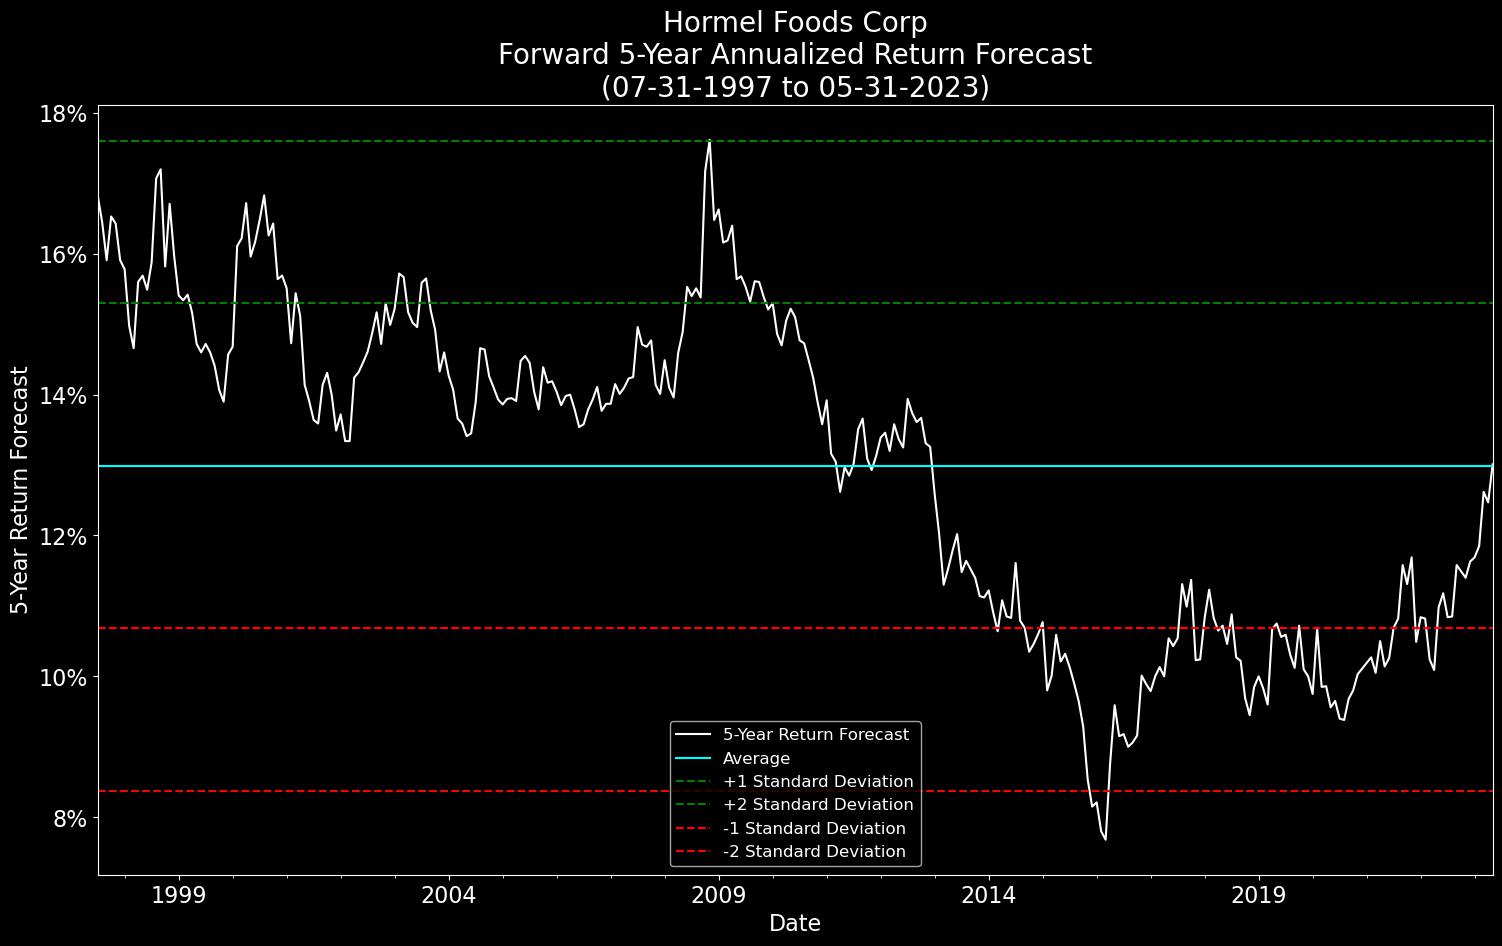 Hormel Foods Corp
Forward 5-Year Annualized Return Forecast
(07-31-1997 to 05-31-2023)
18%
16%
14%
12%
10%
8%
5-Year Return Forecast
5-Year Return Forecast
Average
+1 Standard Deviation
+2 Standard Deviation
-1 Standard Deviation
-2 Standard Deviation
1999 2004 2009 2014 2019
Date